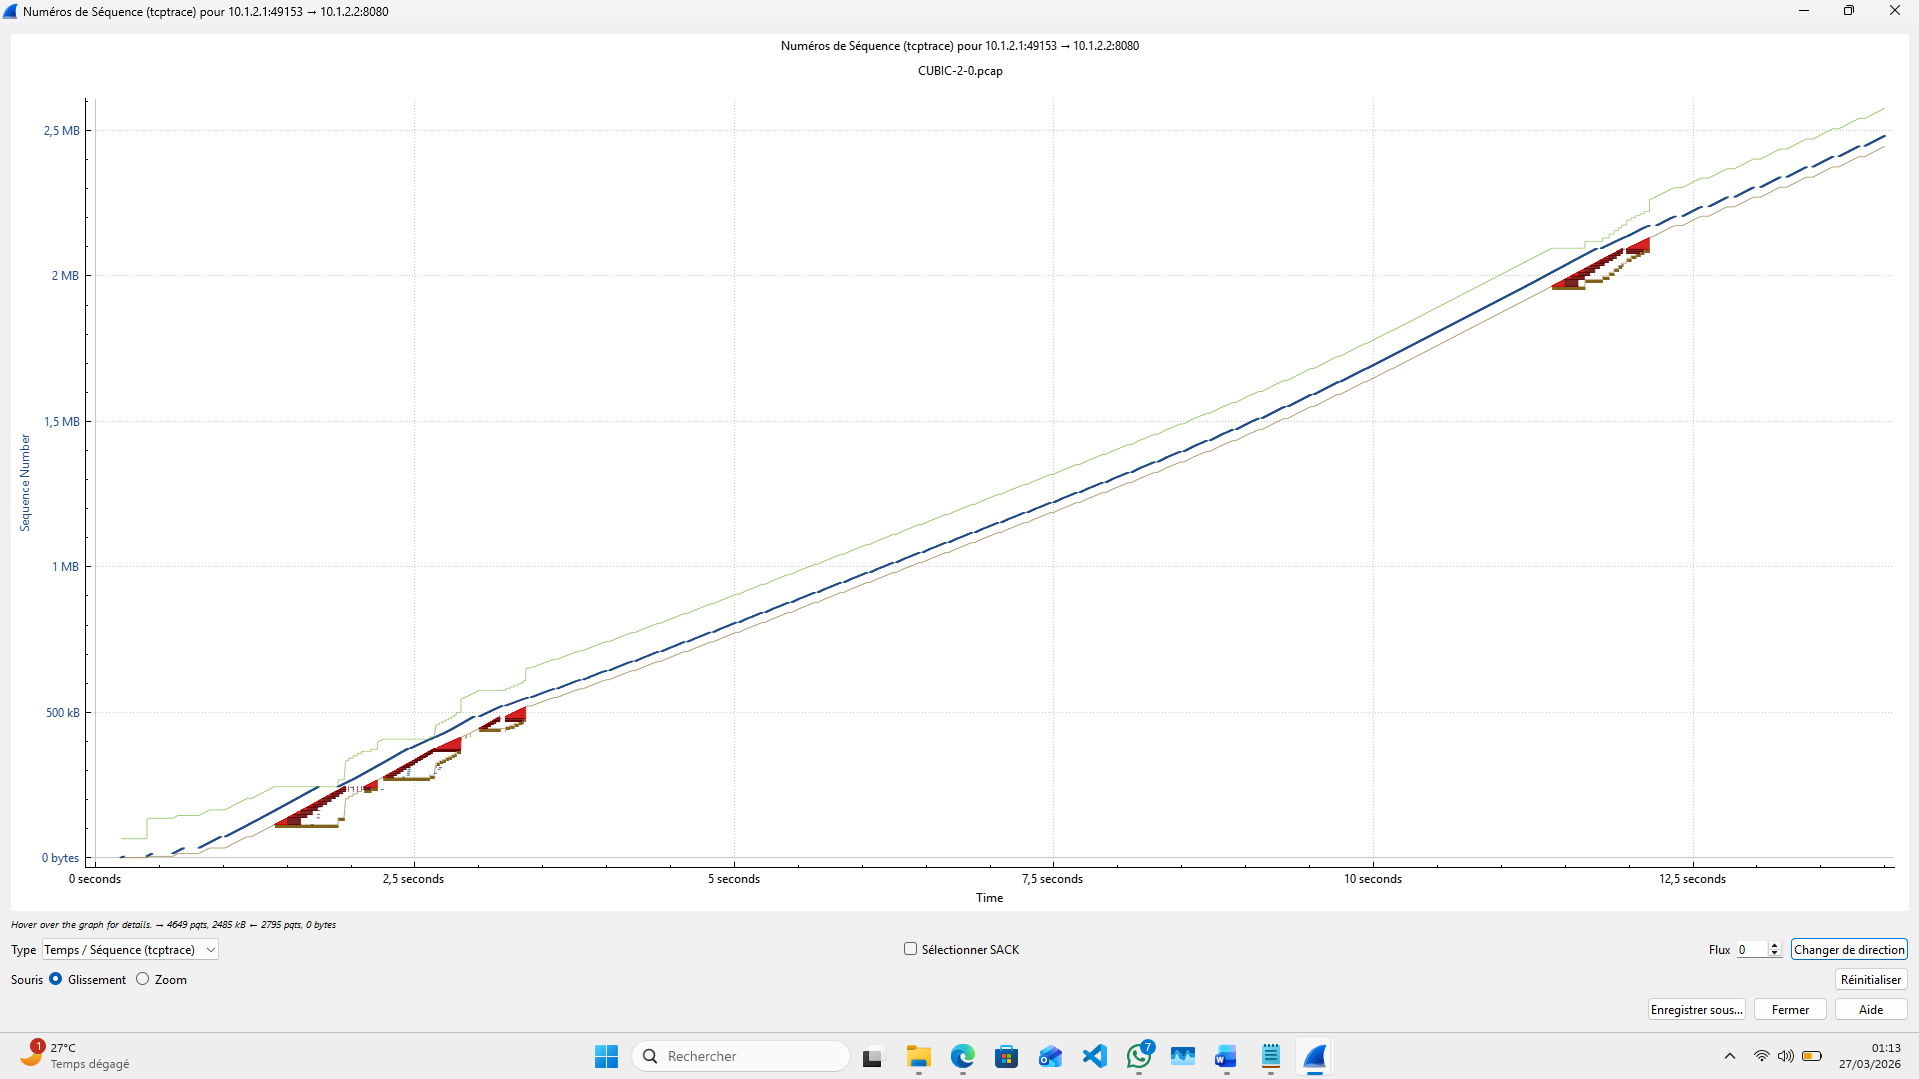 Numéros de Séquence (tcptrace) pour 10.1.2.1:49153 → 10.1.2.2:8080
Numéros de Séquence (tcptrace) pour 10.1.2.1:49153 → 10.1.2.2:8080
CUBIC-2-0.pcap
2,5 MB
2 MB
1,5 MB
1 MB
500 kB
0 bytes
Sequence Number
0 seconds 2,5 seconds 5 seconds 7,5 seconds 10 seconds 12,5 seconds
Time
Hover over the graph for details. → 4649 pqts, 2485 kB ← 2795 pqts, 0 bytes
Type Temps / Séquence (tcptrace) Sélectionner SACK Flux 0 Changer de direction
Souris Glissement Zoom Réinitialiser
Enregistrer sous... Fermer Aide
1
27°C
Temps dégagé
Rechercher
7
W
01:13
27/03/2026